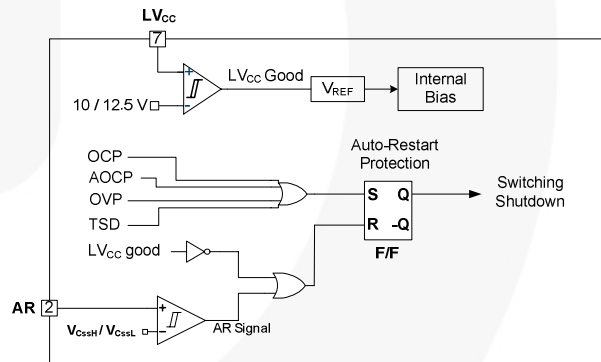 LVCC
7
LVCC Good
10 / 12.5 V
VREF
Internal
Bias
Auto-Restart
Protection
OCP
AOCP
OVP
TSD
S Q
R -Q
F/F
Switching
Shutdown
LVCC good
AR 2
VCssH / VCssL
AR Signal
+
-
+
-